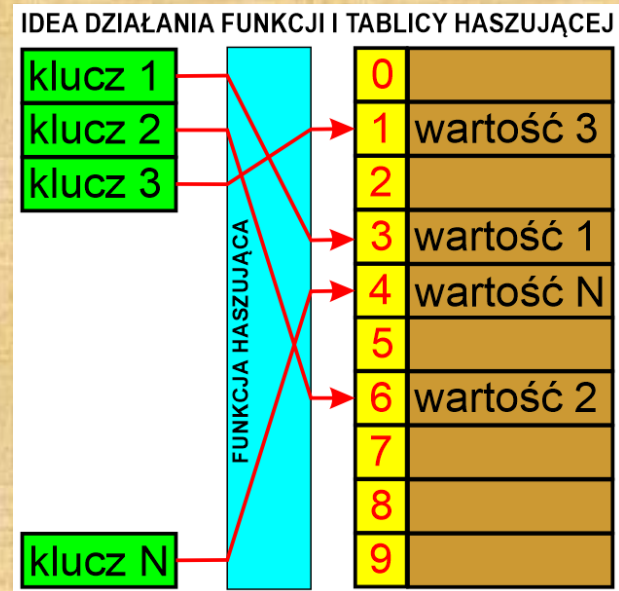 IDEA DZIAŁANIA FUNKCJI I TABLICY HASZUJĄCEJ
klucz 1
klucz 2
klucz 3
klucz N
FUNKCJA HASZUJĄCA
0
1 wartość 3
2
3 wartość 1
4 wartość N
5
6 wartość 2
7
8
9